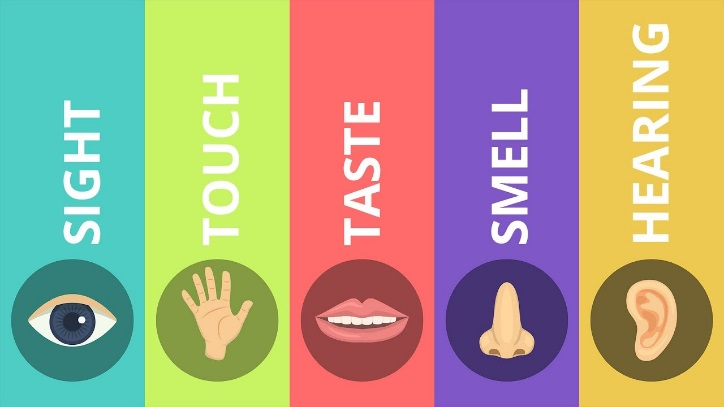 SIGHT
TOUCH
TASTE
SMELL
HEARING